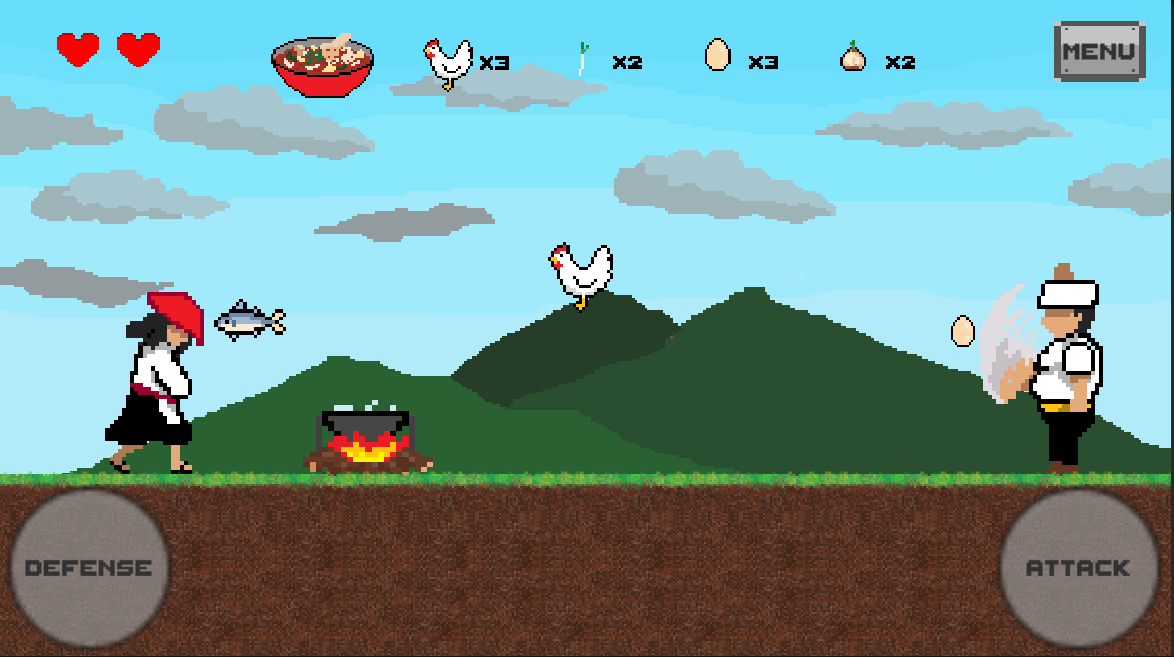 X3
X2
X3
X2
MENU
DEFENSE
ATTACK